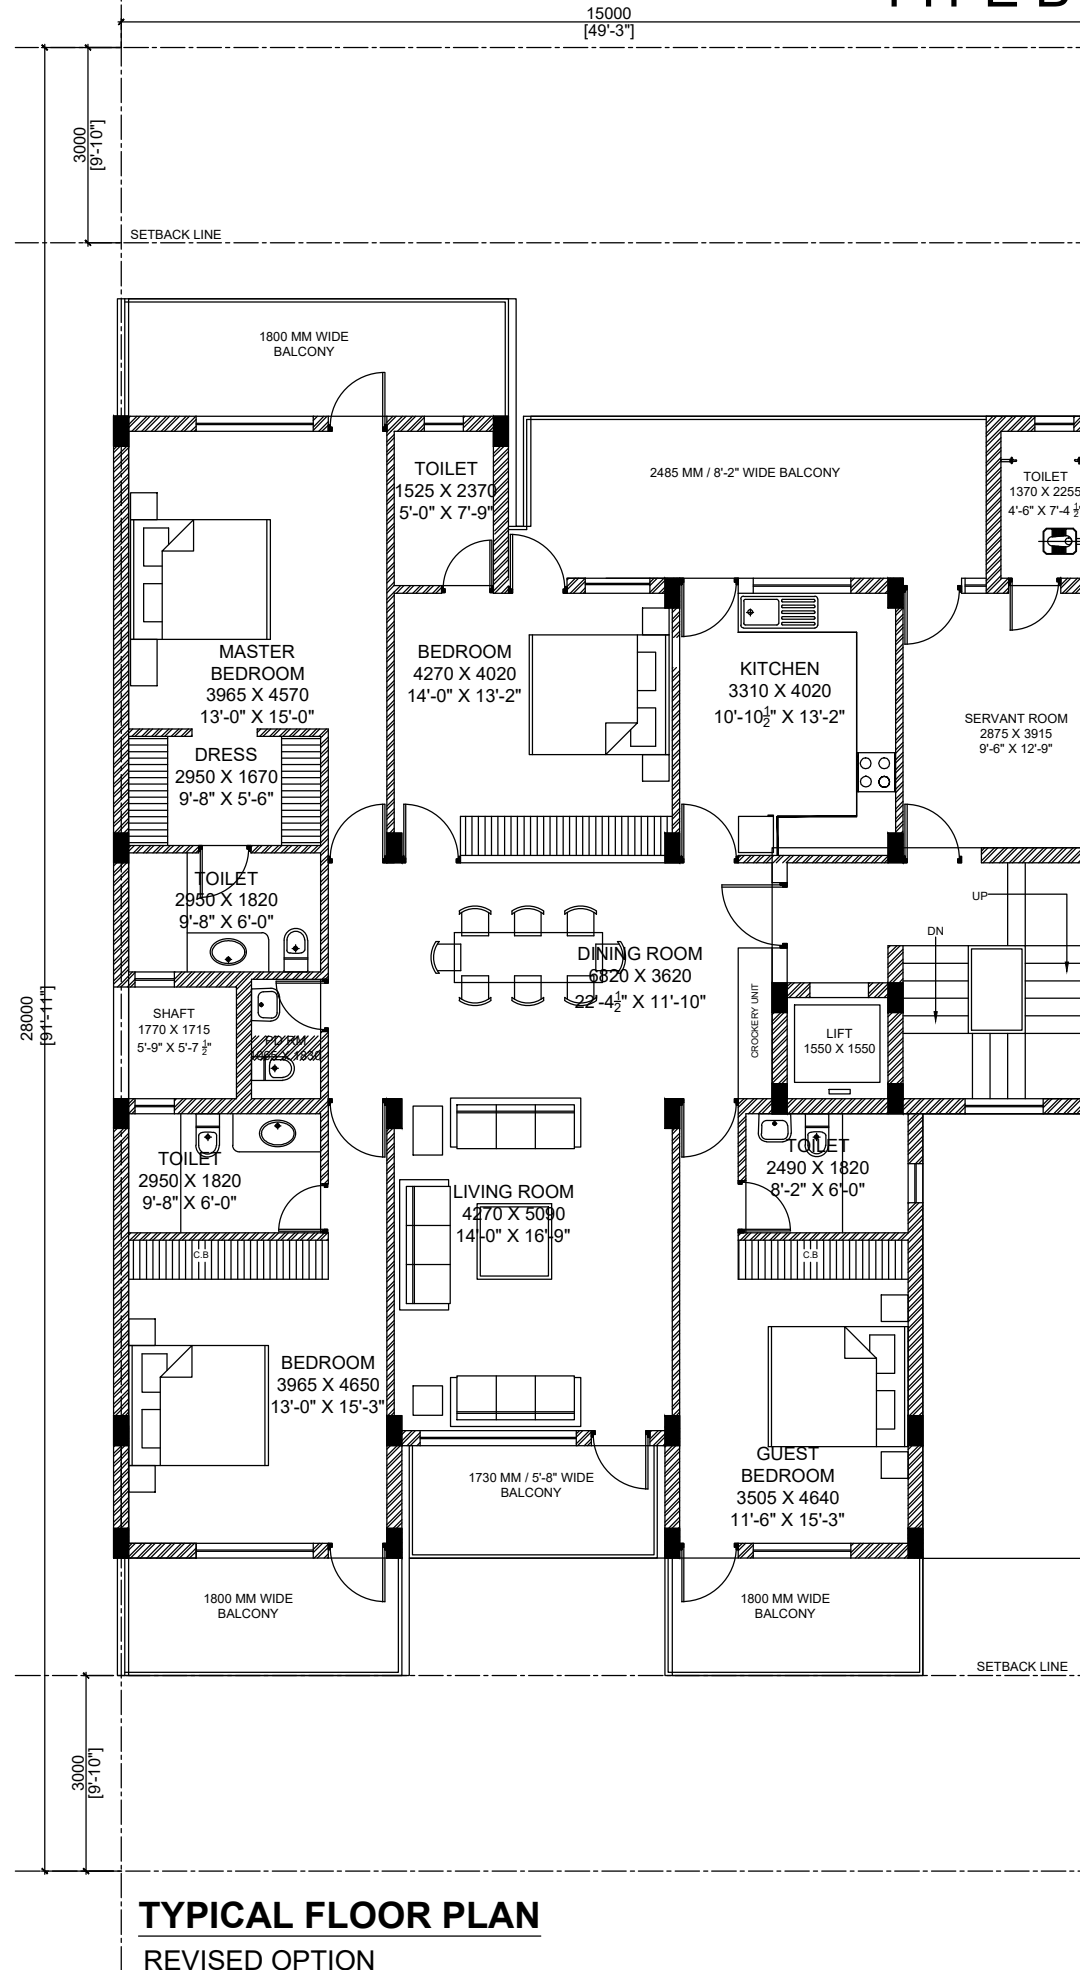 15000
[49'-3"]
3000
[9'-10"]
SETBACK LINE
1800 MM WIDE
BALCONY
TOILET
1525 X 2370
5'-0" X 7'-9"
2485 MM / 8'-2" WIDE BALCONY
TOILET
1370 X 2255
4'-6" X 7'-4 ½"
MASTER
BEDROOM
3965 X 4570
13'-0" X 15'-0"
BEDROOM
4270 X 4020
14'-0" X 13'-2"
KITCHEN
3310 X 4020
10'-10½" X 13'-2"
SERVANT ROOM
2875 X 3915
9'-6" X 12'-9"
DRESS
2950 X 1670
9'-8" X 5'-6"
TOILET
2950 X 1820
9'-8" X 6'-0"
UP
DN
DINING ROOM
6820 X 3620
22'-4½" X 11'-10"
28000
[91'-11"]
SHAFT
1770 X 1715
5'-9" X 5'-7 ½"
PD RM
CROCKERY UNIT
LIFT
1550 X 1550
TOILET
2950 X 1820
9'-8" X 6'-0"
LIVING ROOM
4270 X 5090
14'-0" X 16'-9"
TOILET
2490 X 1820
8'-2" X 6'-0"
C.B
C.B
BEDROOM
3965 X 4650
13'-0" X 15'-3"
GUEST
BEDROOM
3505 X 4640
11'-6" X 15'-3"
1730 MM / 5'-8" WIDE
BALCONY
1800 MM WIDE
BALCONY
1800 MM WIDE
BALCONY
SETBACK LINE
3000
[9'-10"]
TYPICAL FLOOR PLAN
REVISED OPTION